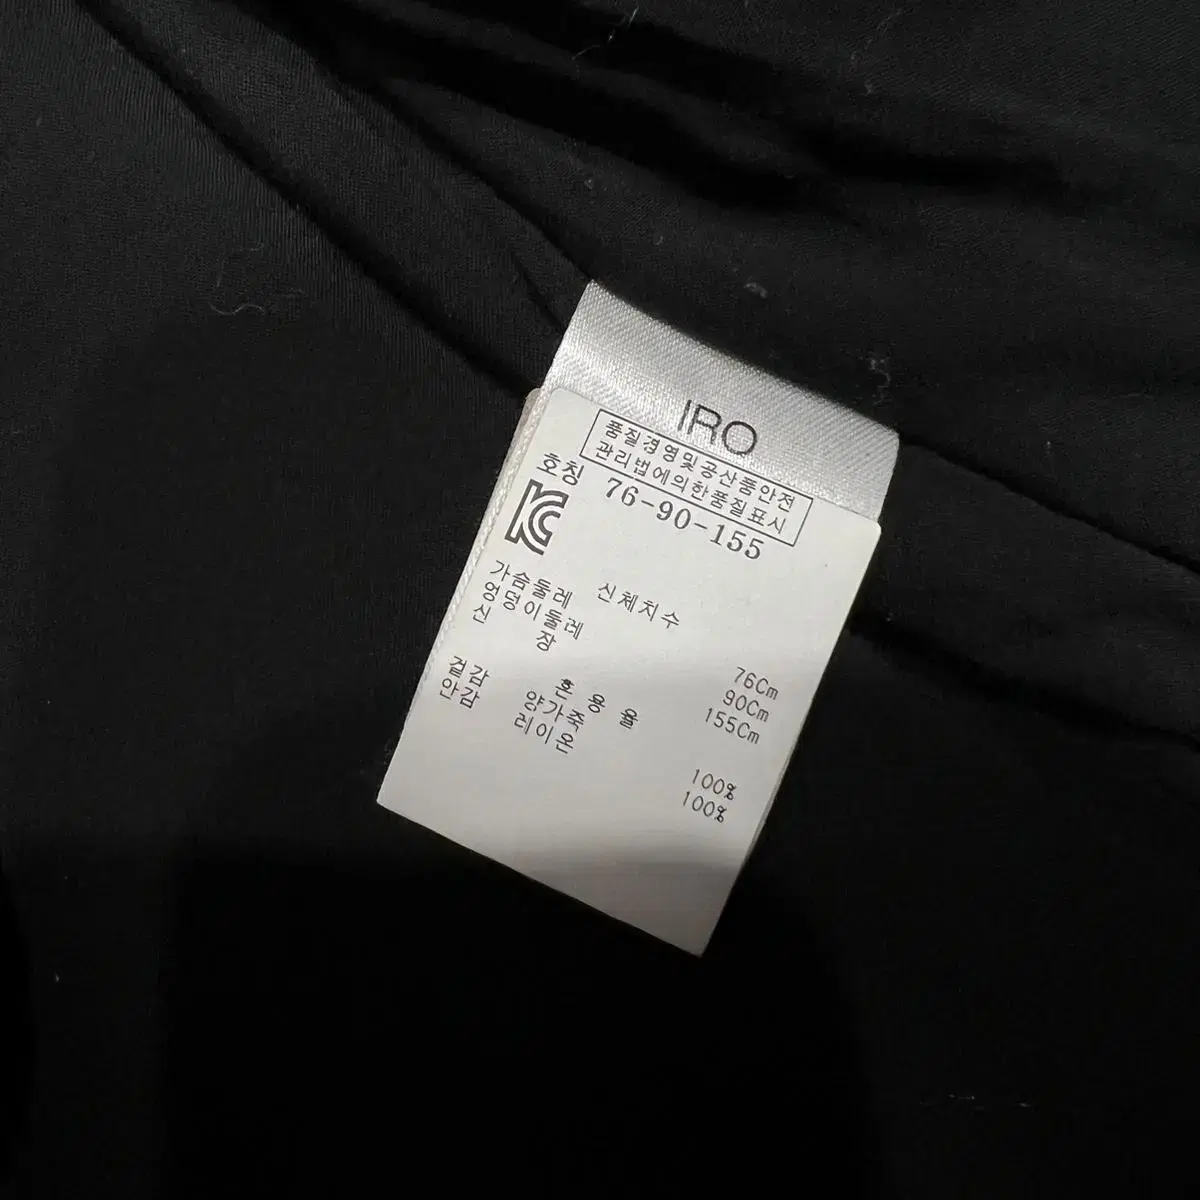 IRO
품질경영및공산품안전
관리법에의한품질표시
호칭 76-90-155
신체치수
가슴둘레 76Cm
엉덩이둘레 90Cm
신 장 155Cm
혼 용 율
겉감 양가죽 100%
안감 레이온 100%